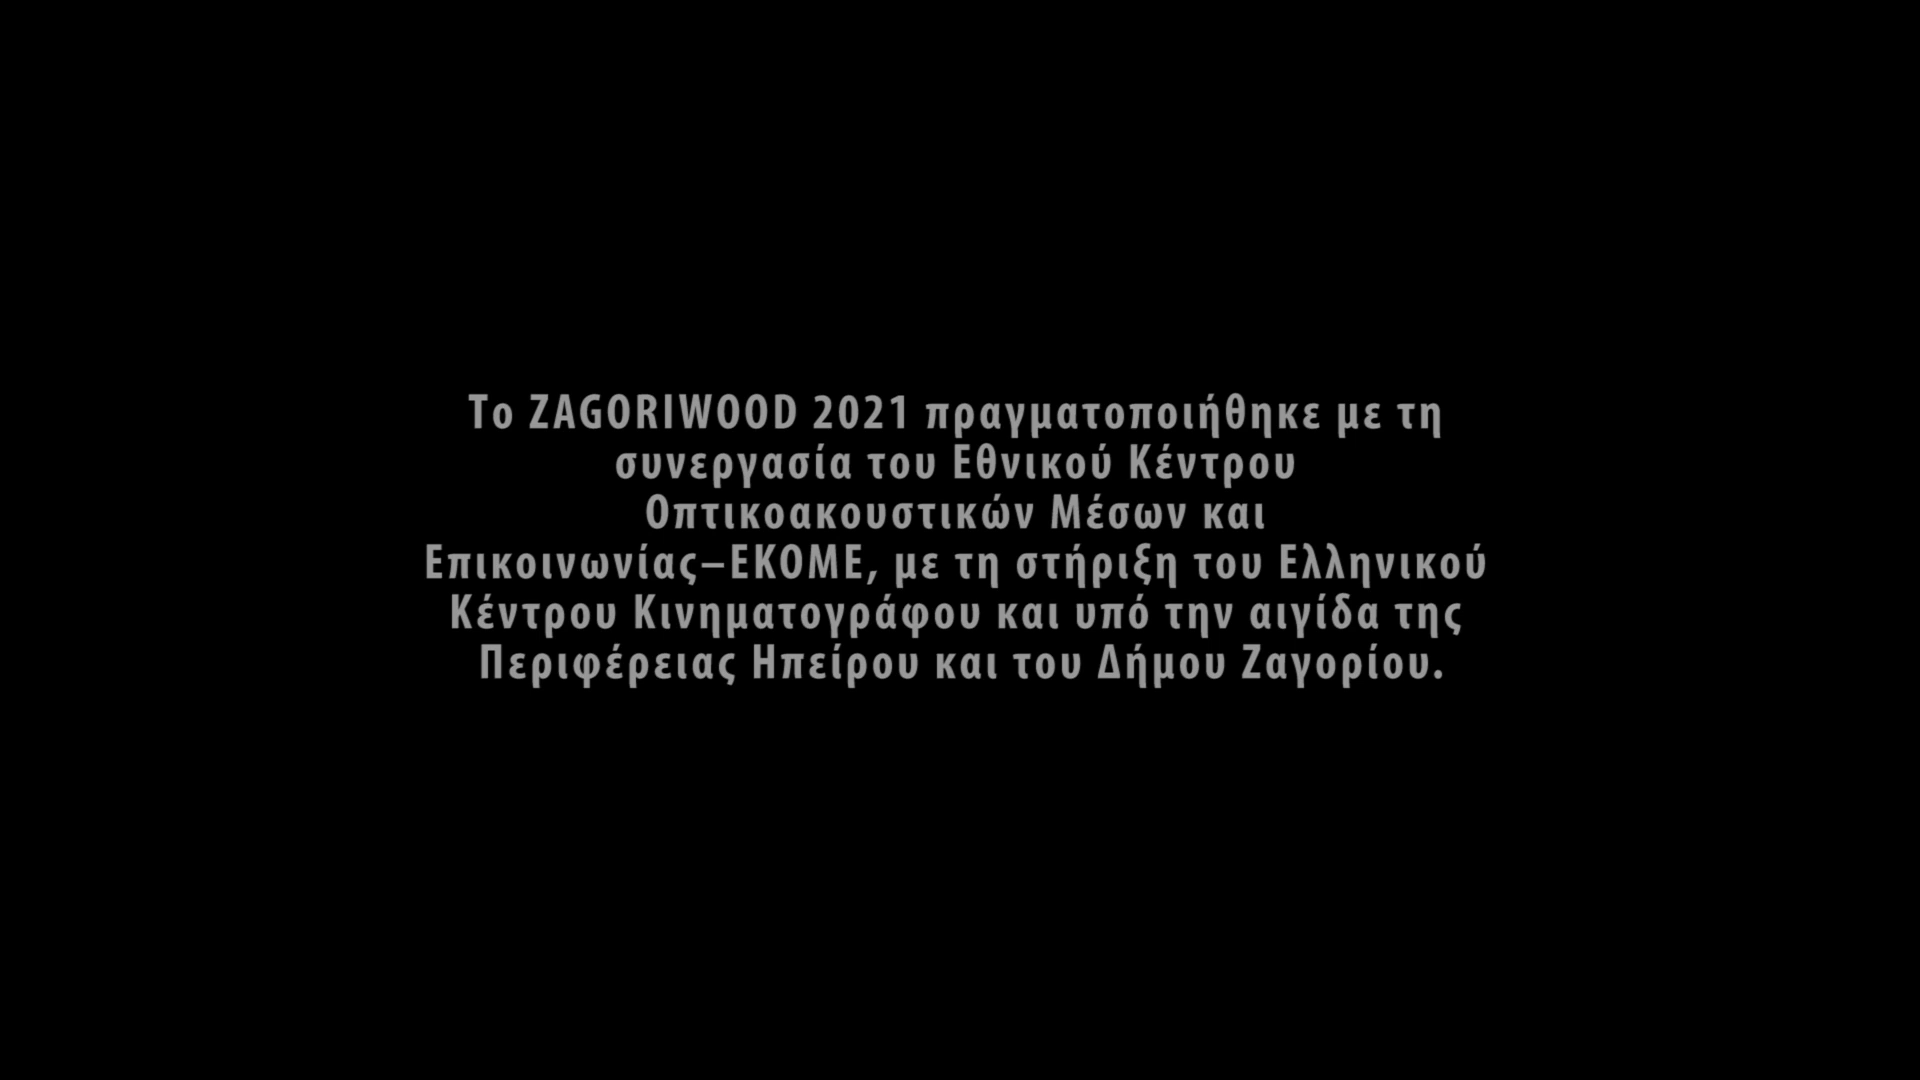 Το ZAGORIWOOD 2021 πραγματοποιήθηκε με τη
συνεργασία του Εθνικού Κέντρου
Οπτικοακουστικών Μέσων και
Επικοινωνίας–ΕΚΟΜΕ, με τη στήριξη του Ελληνικού
Κέντρου Κινηματογράφου και υπό την αιγίδα της
Περιφέρειας Ηπείρου και του Δήμου Ζαγορίου.